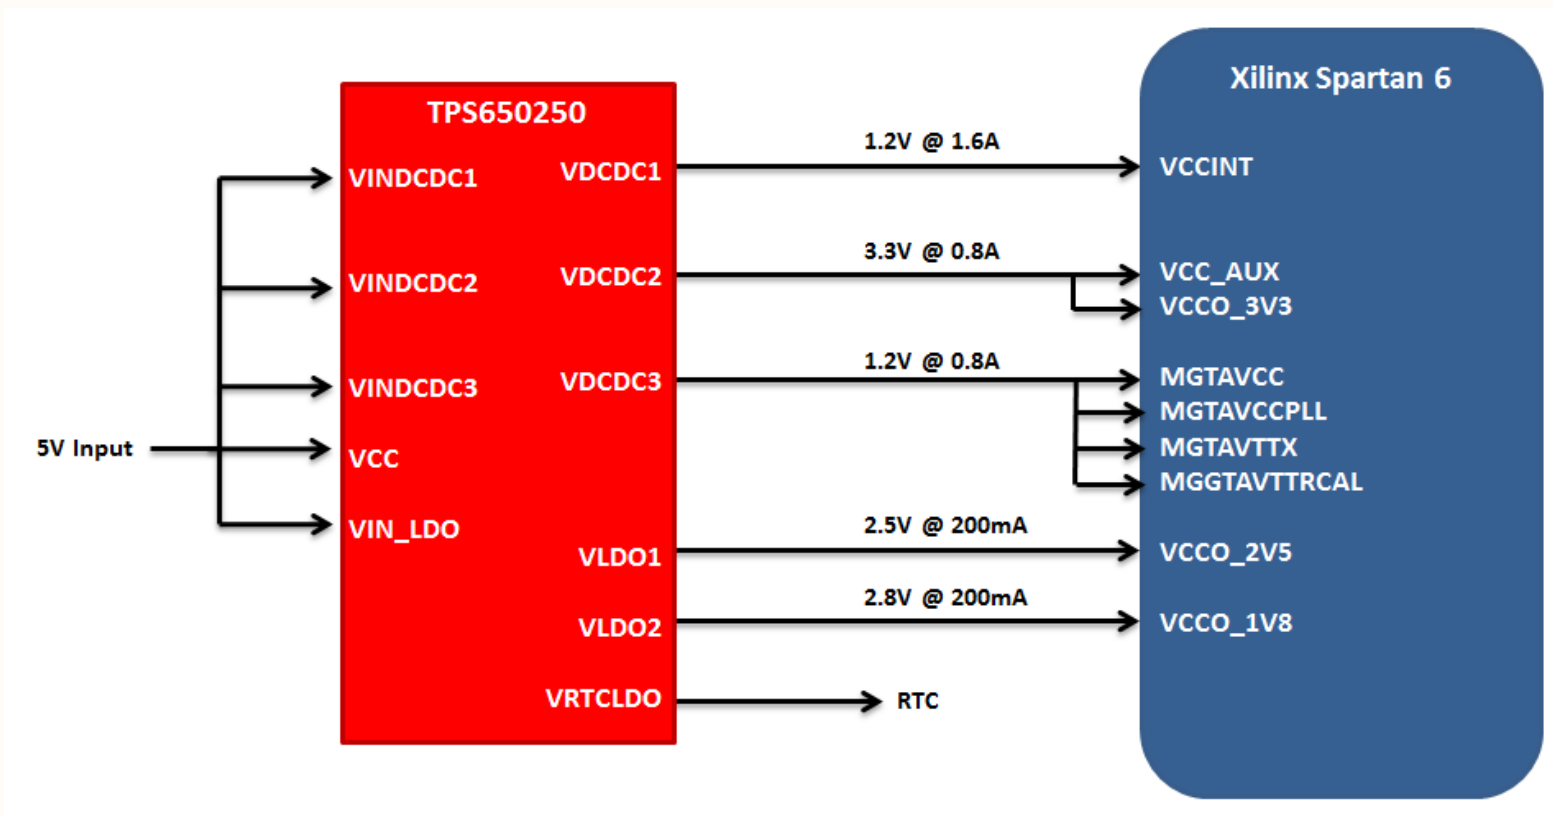 Xilinx Spartan 6
TPS650250
VINDCDC1
VDCDC1
1.2V @ 1.6A
VCCINT
VINDCDC2
VDCDC2
3.3V @ 0.8A
VCC_AUX
VCCO_3V3
VINDCDC3
VDCDC3
1.2V @ 0.8A
MGTAVCC
MGTAVCCPLL
MGTAVTTX
MGGTAVTTRCAL
5V Input
VCC
VIN_LDO
VLDO1
2.5V @ 200mA
VCCO_2V5
VLDO2
2.8V @ 200mA
VCCO_1V8
VRTCLDO
RTC